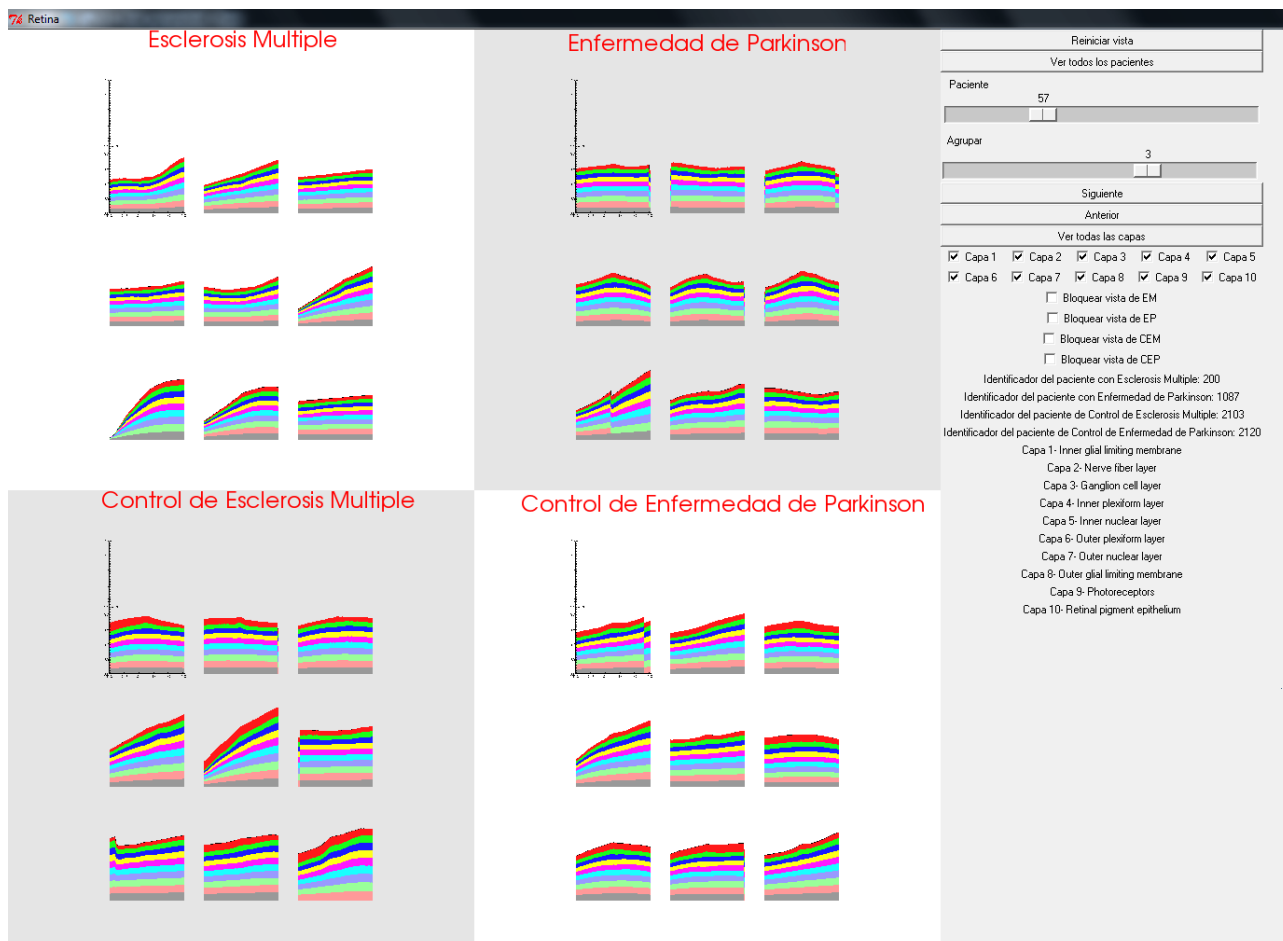 Retina
Esclerosis Multiple
Enfermedad de Parkinson
Control de Esclerosis Multiple
Control de Enfermedad de Parkinson
Reiniciar vista
Ver todos los pacientes
Paciente
57
Agrupar
3
Siguiente
Anterior
Ver todas las capas
Capa 1 Capa 2 Capa 3 Capa 4 Capa 5
Capa 6 Capa 7 Capa 8 Capa 9 Capa 10
Bloquear vista de EM
Bloquear vista de EP
Bloquear vista de CEM
Bloquear vista de CEP
Identificador del paciente con Esclerosis Multiple: 200
Identificador del paciente con Enfermedad de Parkinson: 1087
Identificador del paciente de Control de Esclerosis Multiple: 2103
Identificador del paciente de Control de Enfermedad de Parkinson: 2120
Capa 1- Inner glial limiting membrane
Capa 2- Nerve fiber layer
Capa 3- Ganglion cell layer
Capa 4- Inner plexiform layer
Capa 5- Inner nuclear layer
Capa 6- Outer plexiform layer
Capa 7- Outer nuclear layer
Capa 8- Outer glial limiting membrane
Capa 9- Photoreceptors
Capa 10- Retinal pigment epithelium